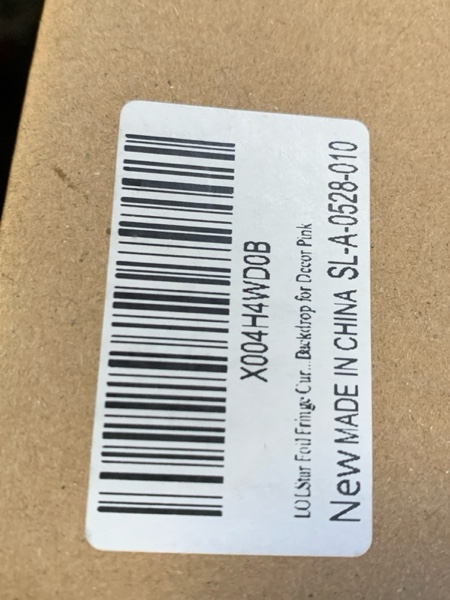 X004H4WD0B
LOLStar Foil Fringe Cur...Backdrop for Decor Pink
New MADE IN CHINA SL-A-0528-010